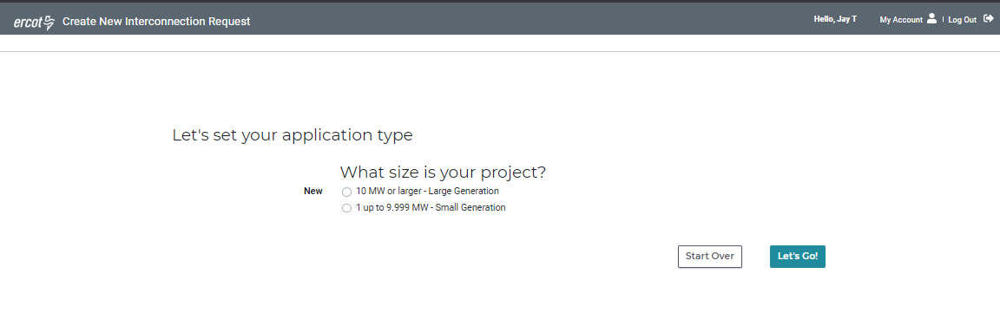 ercot Create New Interconnection Request Hello, Jay T My Account | Log Out
Let's set your application type
What size is your project?
New 10 MW or larger - Large Generation
1 up to 9.999 MW - Small Generation
Start Over Let's Go!